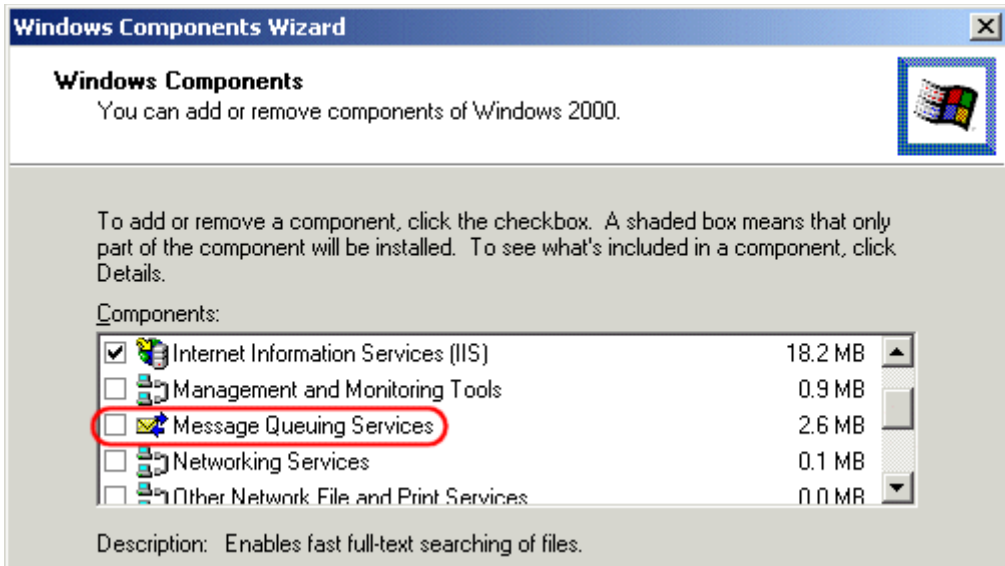 Windows Components Wizard
Windows Components
You can add or remove components of Windows 2000.
To add or remove a component, click the checkbox. A shaded box means that only
part of the component will be installed. To see what's included in a component, click
Details.
Components:
Internet Information Services (IIS) 18.2 MB
Management and Monitoring Tools 0.9 MB
Message Queuing Services 2.6 MB
Networking Services 0.1 MB
Other Network File and Print Services 0.0 MB
Description: Enables fast full-text searching of files.